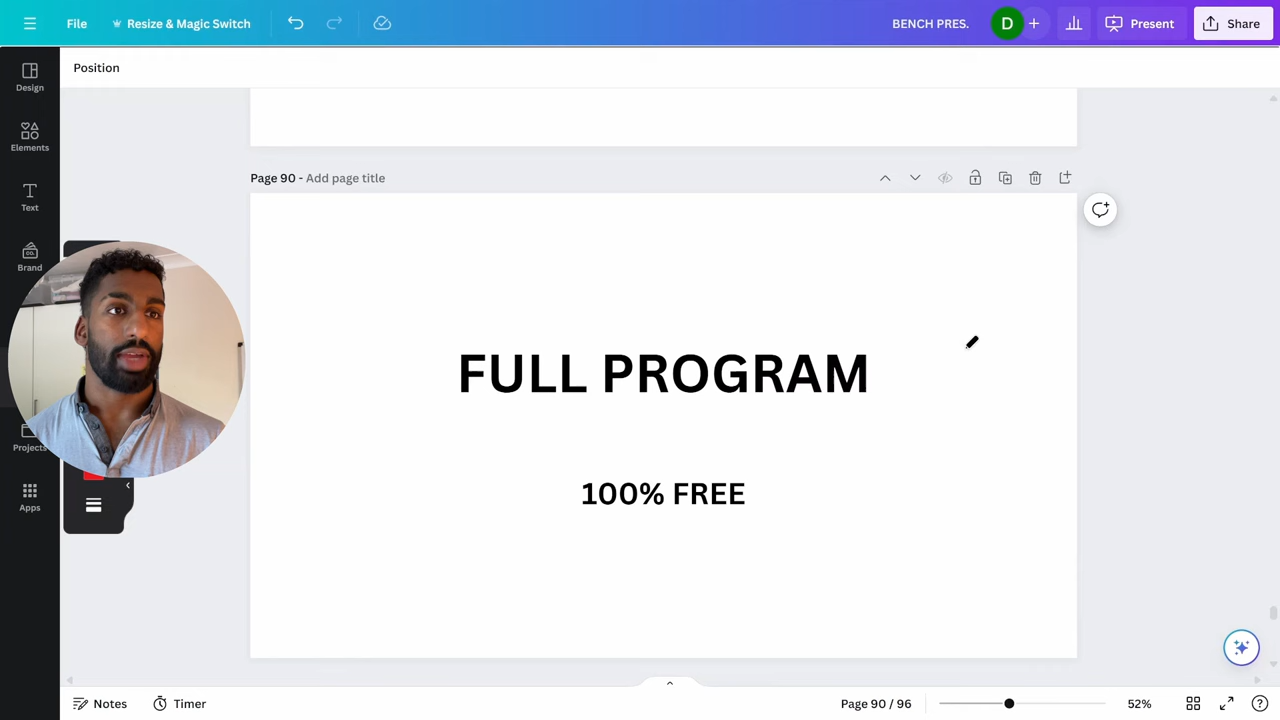 File
Resize & Magic Switch
BENCH PRES.
D
Present
Share
Position
Design
Elements
Text
Brand
Projects
Apps
Page 90 - Add page title
FULL PROGRAM
100% FREE
Notes
Timer
Page 90 / 96
52%